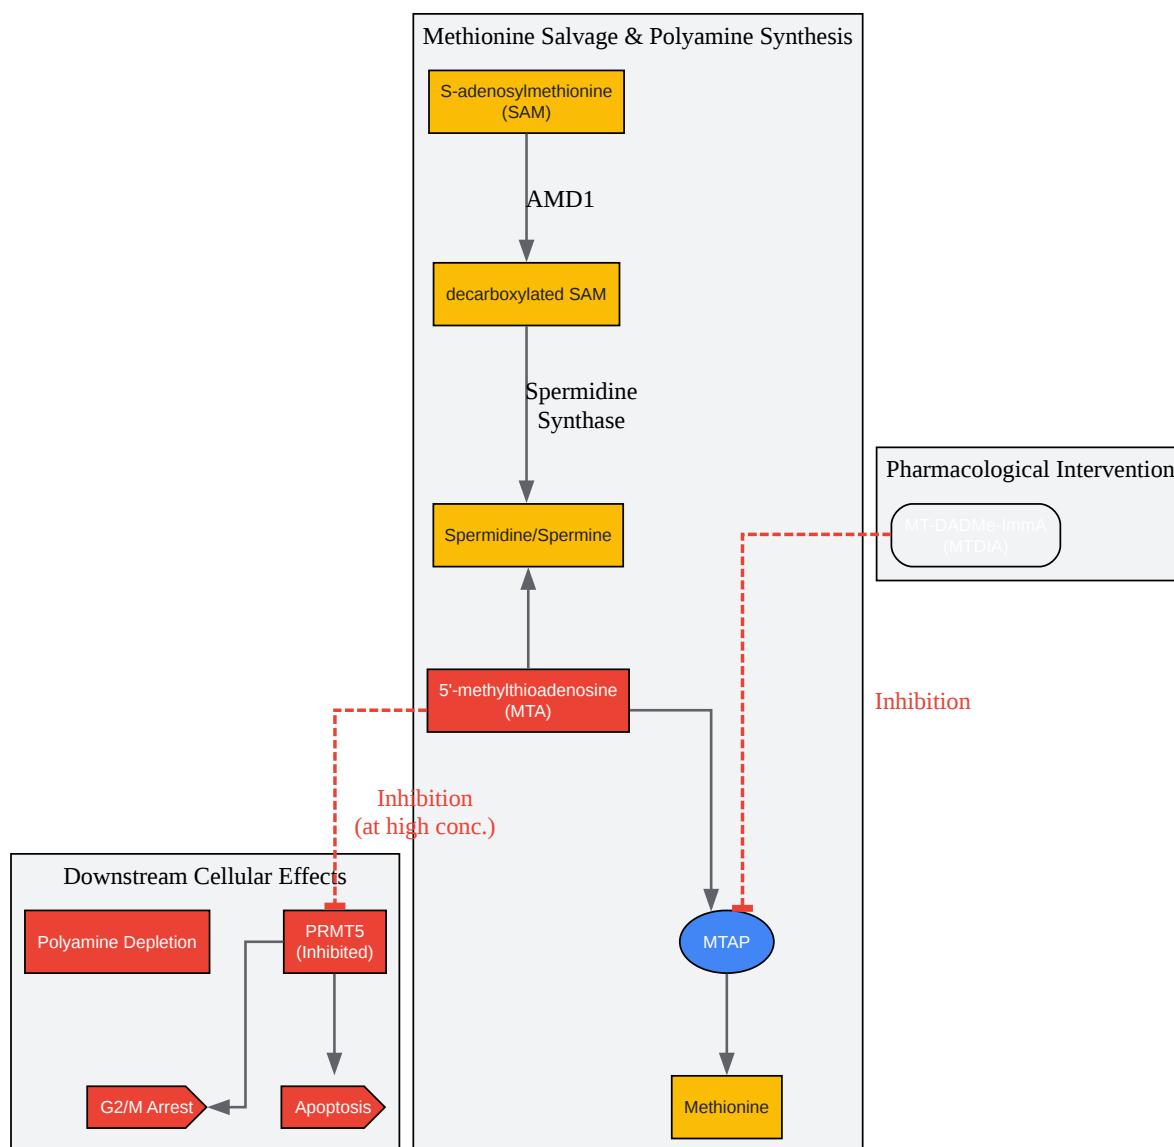 Methionine Salvage & Polyamine Synthesis
S-adenosylmethionine
(SAM)
AMD1
decarboxylated SAM
Spermidine
Synthase
Pharmacological Intervention
Spermidine/Spermine
MT-DADMe-ImmA
(MTDIA)
5'-methylthioadenosine
(MTA)
Inhibition
Inhibition
(at high conc.)
Downstream Cellular Effects
Polyamine Depletion
PRMT5
(Inhibited)
MTAP
G2/M Arrest
Apoptosis
Methionine